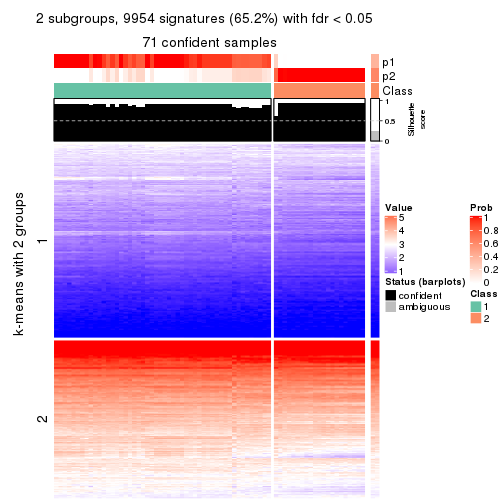 2 subgroups, 9954 signatures (65.2%) with fdr < 0.05
71 confident samples
p1
p2
Class
1
0.5
0
Silhouette
score
k-means with 2 groups
1
2
Value
5
4
3
2
1
Prob
1
0.8
0.6
0.4
0.2
0
Status (barplots)
confident
ambiguous
Class
1
2